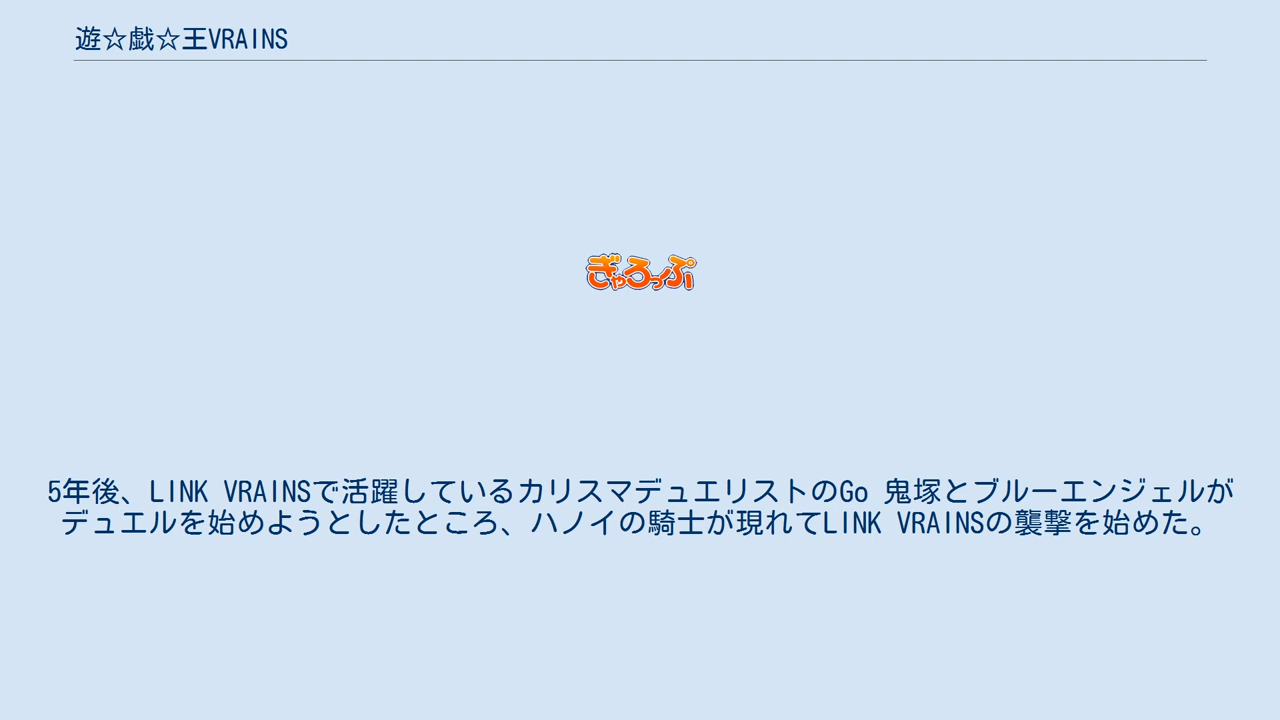 遊☆戯☆王VRAINS
ぎゃろっぷ
5年後、LINK VRAINSで活躍しているカリスマデュエリストのGo 鬼塚とブルーエンジェルが
デュエルを始めようとしたところ、ハノイの騎士が現れてLINK VRAINSの襲撃を始めた。